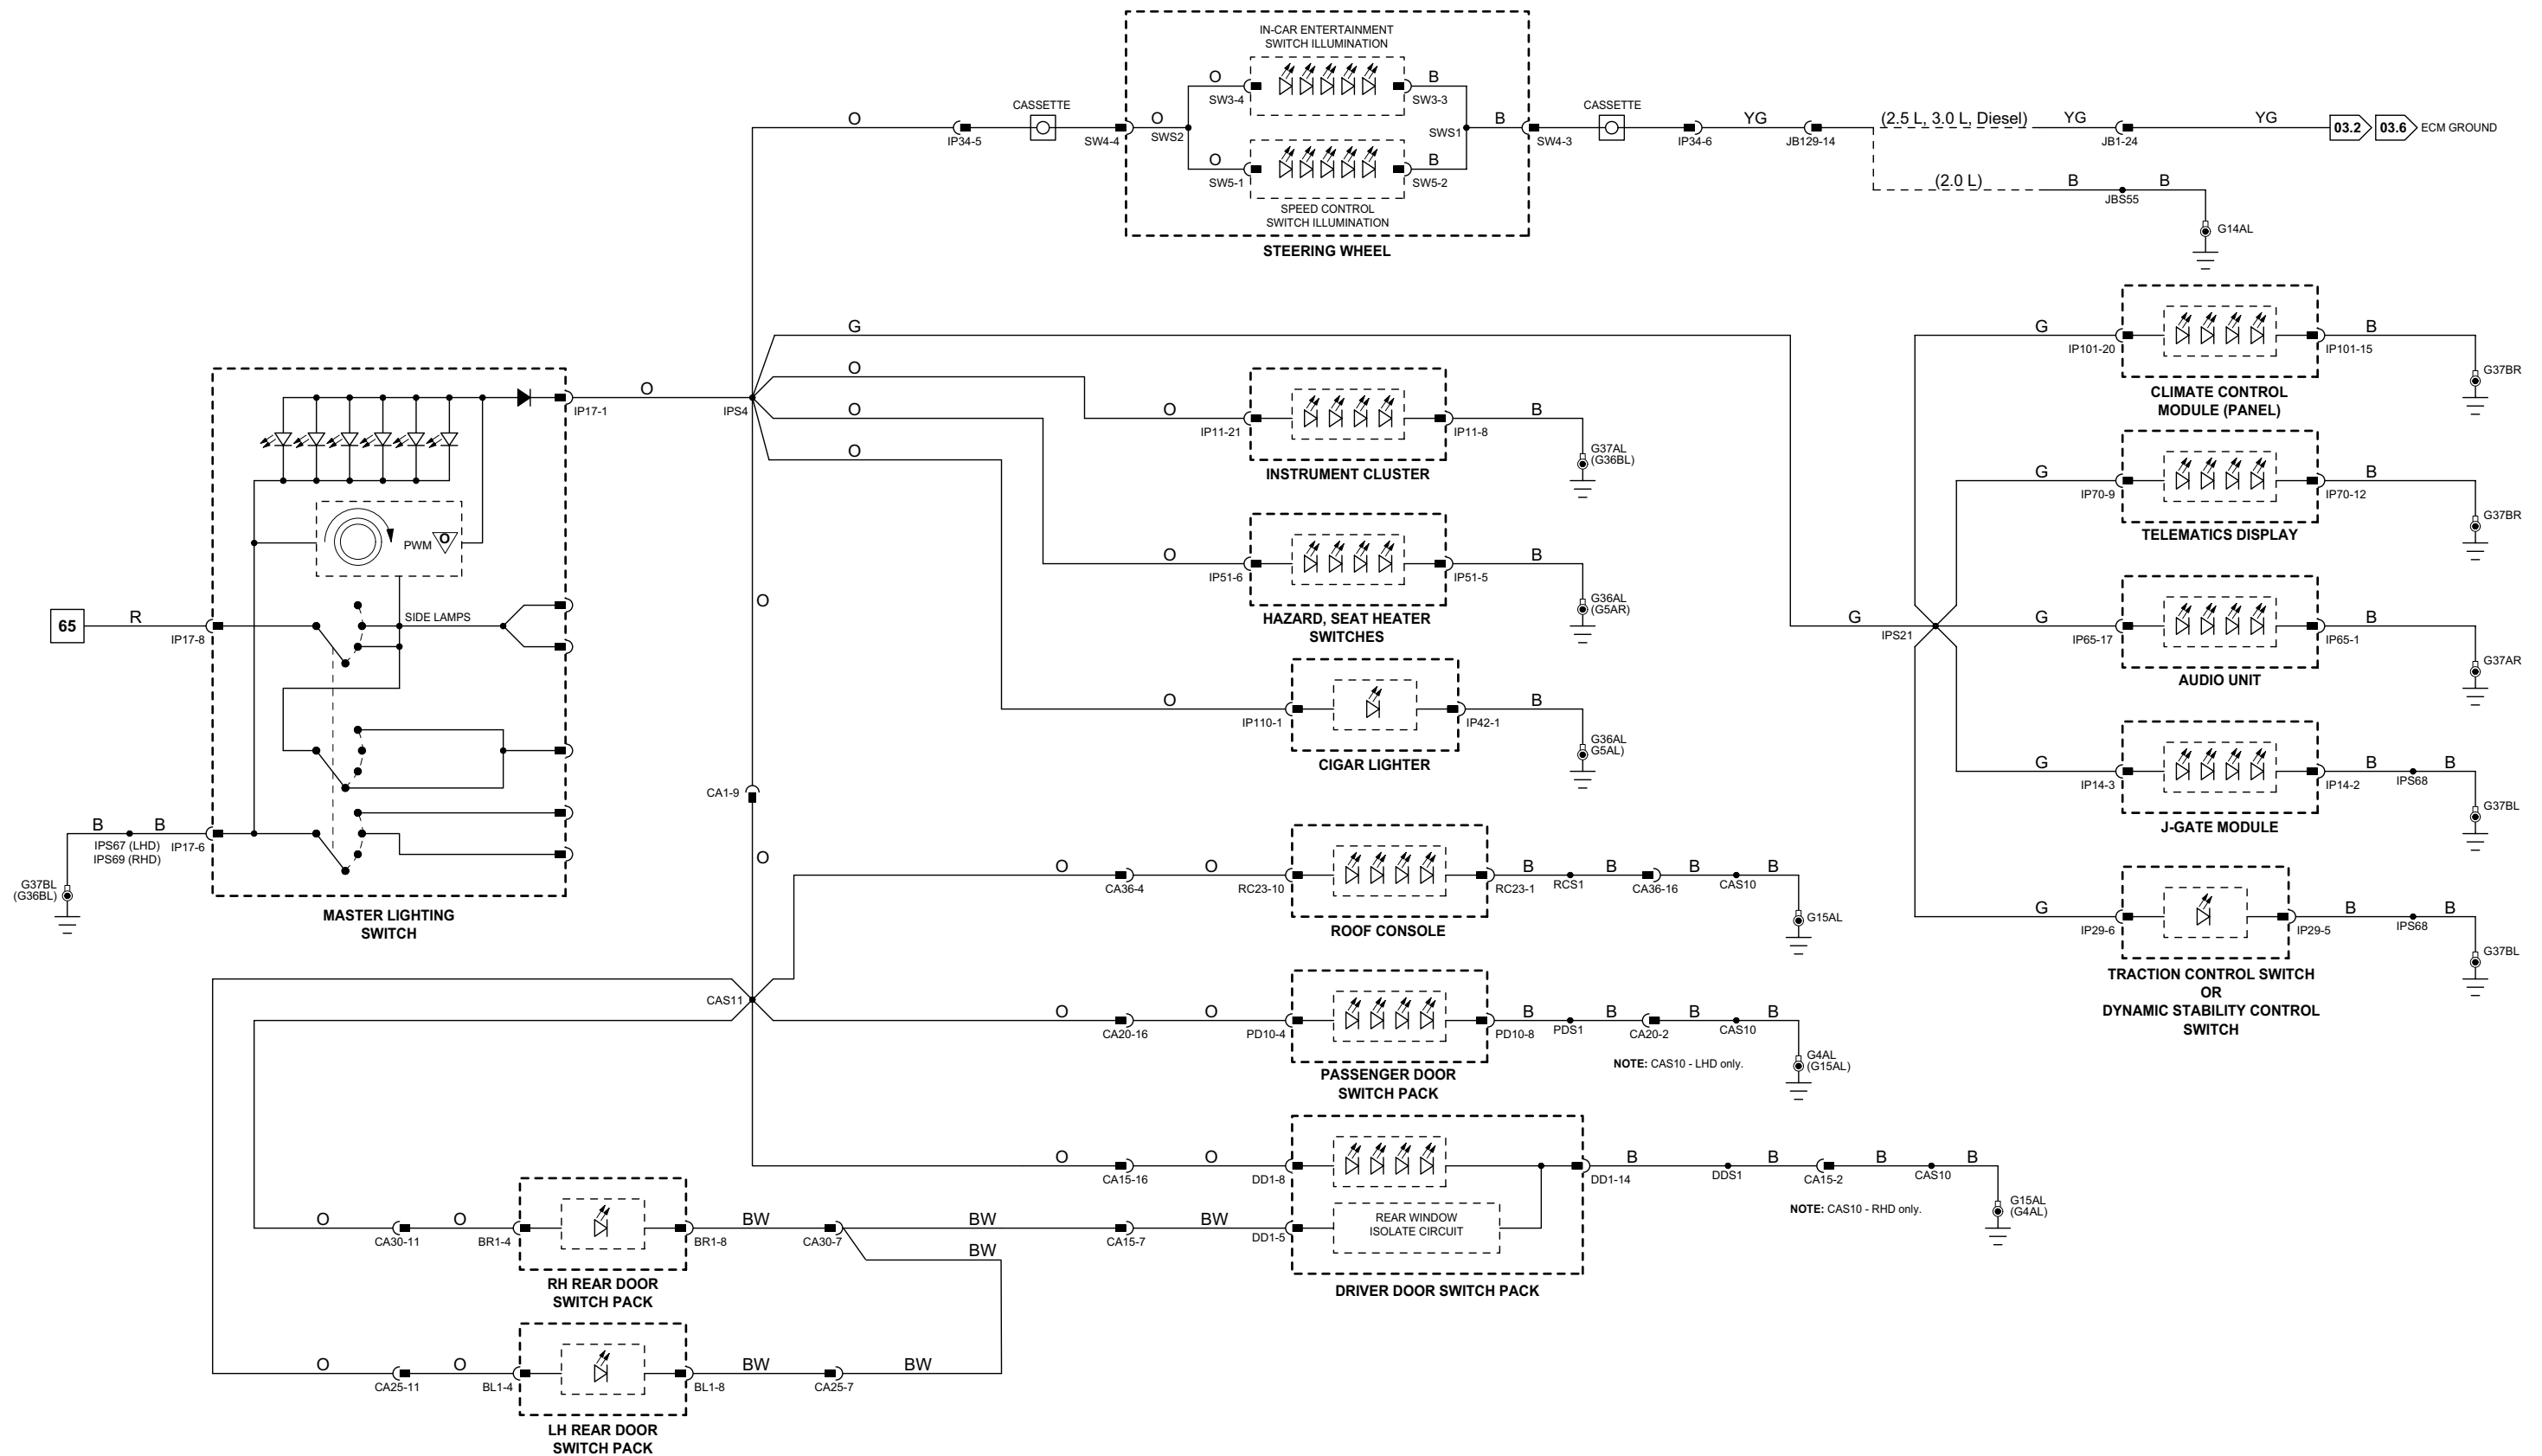 IN-CAR ENTERTAINMENT
SWITCH ILLUMINATION
O
SW3-4
B
SW3-3
O
IP34-5
CASSETTE
SW4-4
O
SWS2
SWS1
B
SW4-3
CASSETTE
IP34-6
YG
JB129-14
(2.5 L, 3.0 L, Diesel)
YG
JB1-24
YG
03.2
03.6
ECM GROUND
O
SW5-1
B
SW5-2
SPEED CONTROL
SWITCH ILLUMINATION
STEERING WHEEL
(2.0 L)
B
JBS55
B
G14AL
G
G
IP101-20
B
IP101-15
G37BR
CLIMATE CONTROL
MODULE (PANEL)
IP17-1
O
IPS4
O
O
IP11-21
B
IP11-8
G37AL
(G36BL)
INSTRUMENT CLUSTER
O
O
G
IP70-9
B
IP70-12
G37BR
TELEMATICS DISPLAY
PWM
O
O
IP51-6
B
IP51-5
G36AL
(G5AR)
HAZARD, SEAT HEATER
SWITCHES
65
R
IP17-8
SIDE LAMPS
O
G
IPS21
G
IP65-17
B
IP65-1
G37AR
AUDIO UNIT
O
IP110-1
B
IP42-1
G36AL
G5AL)
CIGAR LIGHTER
G
IP14-3
B
IP14-2
IPS68
B
G37BL
J-GATE MODULE
CA1-9
B
B
IPS67 (LHD)
IPS69 (RHD)
IP17-6
G37BL
(G36BL)
MASTER LIGHTING
SWITCH
O
O
CA36-4
O
RC23-10
B
RC23-1
RCS1
B
CA36-16
B
CAS10
B
G15AL
ROOF CONSOLE
G
IP29-6
IP29-5
B
IPS68
B
G37BL
TRACTION CONTROL SWITCH
OR
DYNAMIC STABILITY CONTROL
SWITCH
CAS11
O
CA20-16
O
PD10-4
B
PD10-8
PDS1
B
CA20-2
B
CAS10
B
G4AL
(G15AL)
NOTE: CAS10 - LHD only.
PASSENGER DOOR
SWITCH PACK
O
CA15-16
O
DD1-8
B
DD1-14
DDS1
B
CA15-2
B
CAS10
B
G15AL
(G4AL)
NOTE: CAS10 - RHD only.
O
CA30-11
O
BR1-4
BW
BR1-8
CA30-7
BW
BW
CA15-7
BW
DD1-5
REAR WINDOW
ISOLATE CIRCUIT
DRIVER DOOR SWITCH PACK
RH REAR DOOR
SWITCH PACK
O
CA25-11
O
BL1-4
BW
BL1-8
CA25-7
BW
LH REAR DOOR
SWITCH PACK